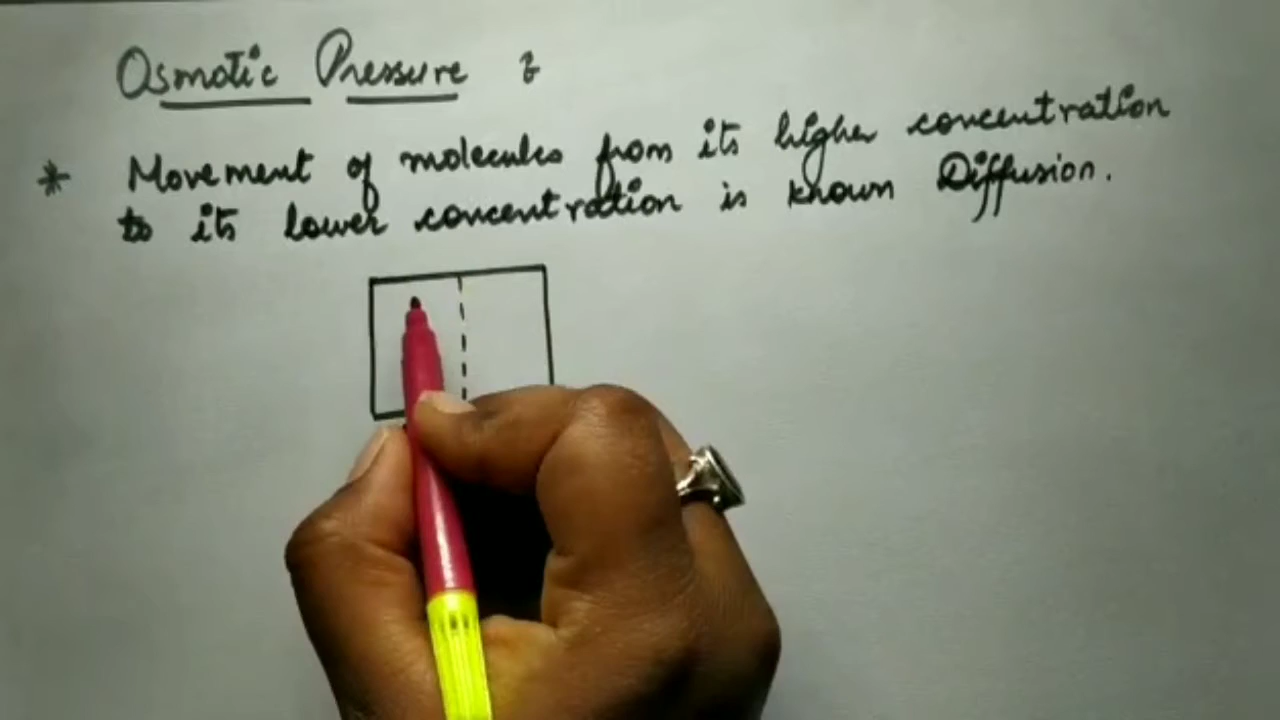 Osmotic Pressure :
* Movement of molecules from its higher concentration
to its lower concentration is known Diffusion.